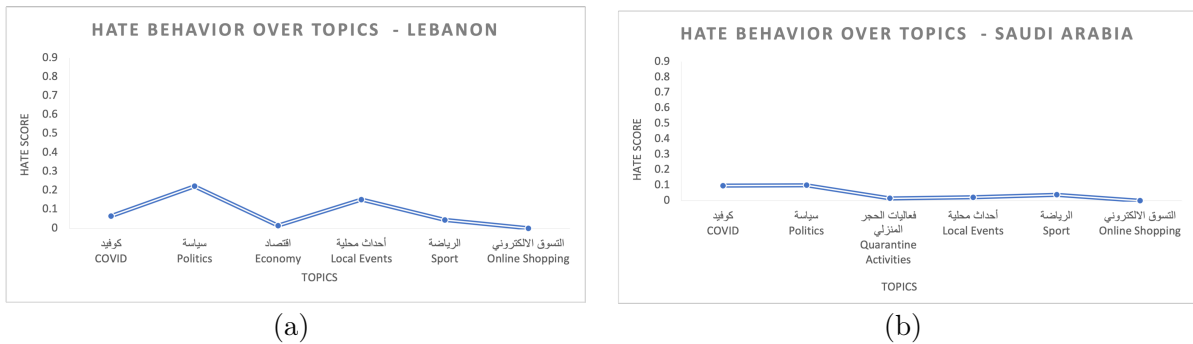 HATE BEHAVIOR OVER TOPICS - LEBANON
HATE SCORE
0.9
0.8
0.7
0.6
0.5
0.4
0.3
0.2
0.1
0
كوفيد
COVID
سياسة
Politics
اقتصاد
Economy
أحداث محلية
Local Events
الرياضة
Sport
التسوق الالكتروني
Online Shopping
TOPICS
(a)
HATE BEHAVIOR OVER TOPICS - SAUDI ARABIA
HATE SCORE
0.9
0.8
0.7
0.6
0.5
0.4
0.3
0.2
0.1
0
كوفيد
COVID
سياسة
Politics
فعاليات الحجر
المنزلي
Quarantine
Activities
أحداث محلية
Local Events
الرياضة
Sport
التسوق الالكتروني
Online Shopping
TOPICS
(b)